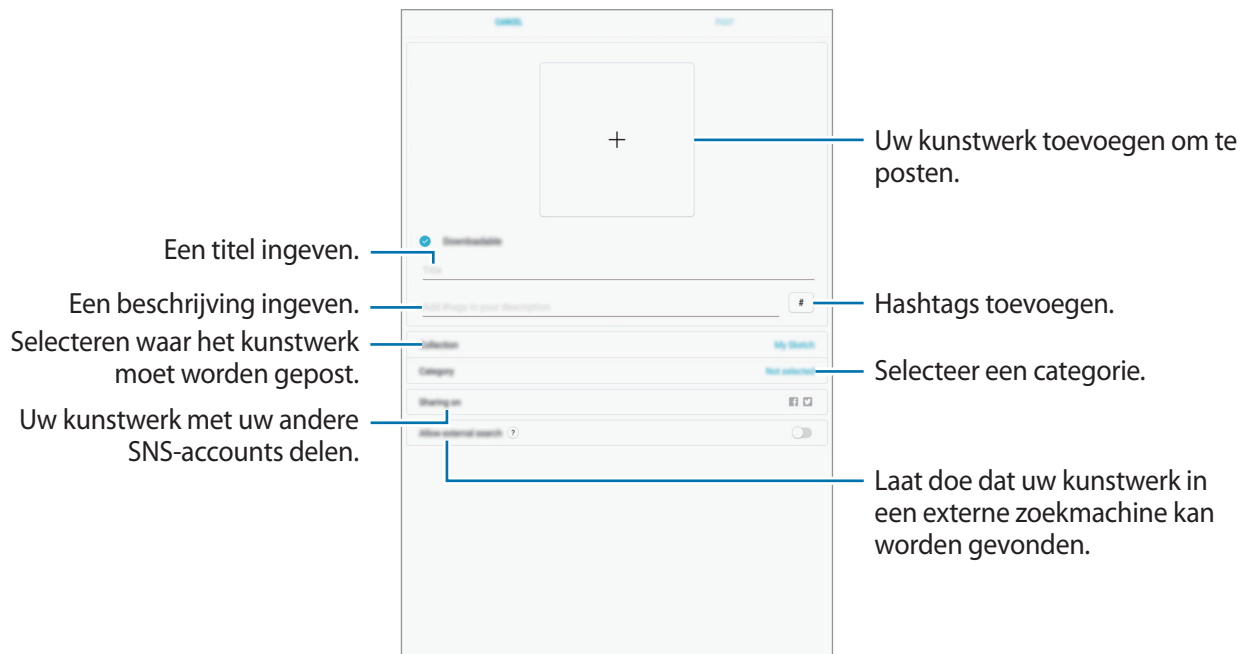 CANCEL
POST
+
Uw kunstwerk toevoegen om te
posten.
Downloadable
Een titel ingeven.
Title
Een beschrijving ingeven.
Add #tags in your description
#
Hashtags toevoegen.
Selecteren waar het kunstwerk
moet worden gepost.
Collection
My Sketch
Category
Not selected
Selecteer een categorie.
Uw kunstwerk met uw andere
SNS-accounts delen.
Sharing on
Allow external search ?
Laat doe dat uw kunstwerk in
een externe zoekmachine kan
worden gevonden.